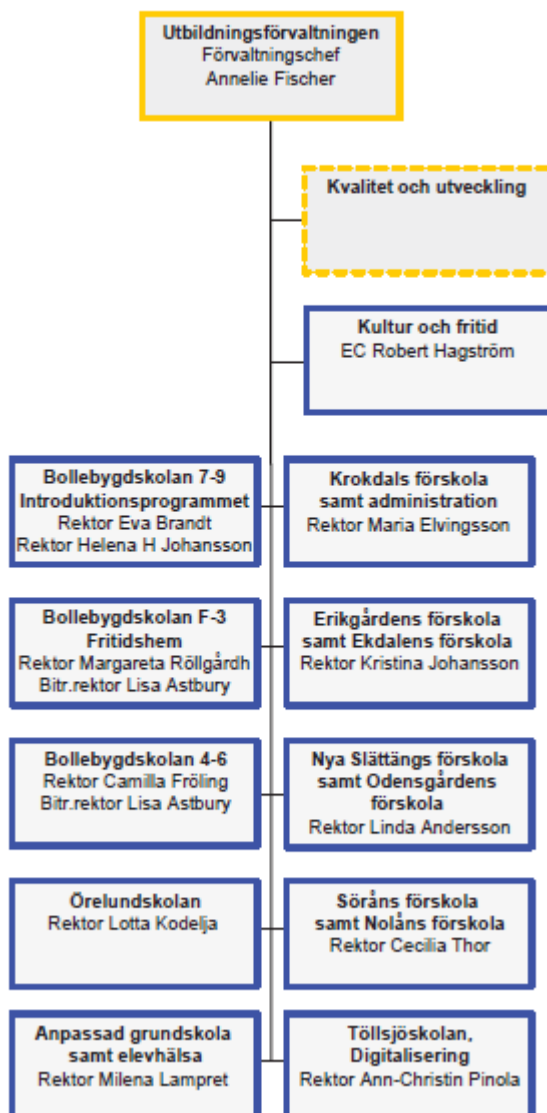 Utbildningsförvaltningen
Förvaltningschef
Annelie Fischer
Kvalitet och utveckling
Kultur och fritid
EC Robert Hagström
Bollebygdskolan 7-9
Introduktionsprogrammet
Rektor Eva Brandt
Rektor Helena H Johansson
Krokdals förskola
samt administration
Rektor Maria Elvingsson
Bollebygdskolan F-3
Fritidshem
Rektor Margareta Röllgårdh
Bitr.rektor Lisa Astbury
Erikgårdens förskola
samt Ekdalens förskola
Rektor Kristina Johansson
Bollebygdskolan 4-6
Rektor Camilla Fröling
Bitr.rektor Lisa Astbury
Nya Slättängs förskola
samt Odensgårdens
förskola
Rektor Linda Andersson
Örelundskolan
Rektor Lotta Kodelja
Söråns förskola
samt Nolåns förskola
Rektor Cecilia Thor
Anpassad grundskola
samt elevhälsa
Rektor Milena Lampret
Töllsjöskolan,
Digitalisering
Rektor Ann-Christin Pinola